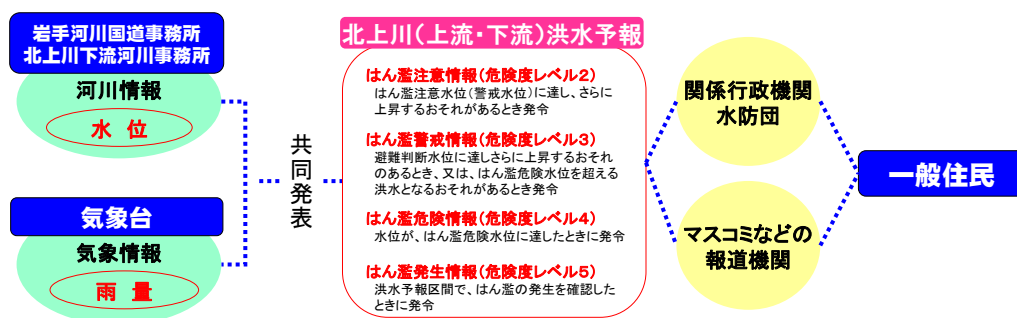 岩手河川国道事務所
北上川下流河川事務所
河川情報
水 位
気象台
気象情報
雨 量
共同発表
北上川(上流・下流)洪水予報
はん濫注意情報(危険度レベル2)
はん濫注意水位(警戒水位)に達し、さらに
上昇するおそれがあるとき発令
はん濫警戒情報(危険度レベル3)
避難判断水位に達しさらに上昇するおそれ
のあるとき、又は、はん濫危険水位を超える
洪水となるおそれがあるとき発令
はん濫危険情報(危険度レベル4)
水位が、はん濫危険水位に達したときに発令
はん濫発生情報(危険度レベル5)
洪水予報区間で、はん濫の発生を確認した
ときに発令
関係行政機関
水防団
マスコミなどの
報道機関
一般住民